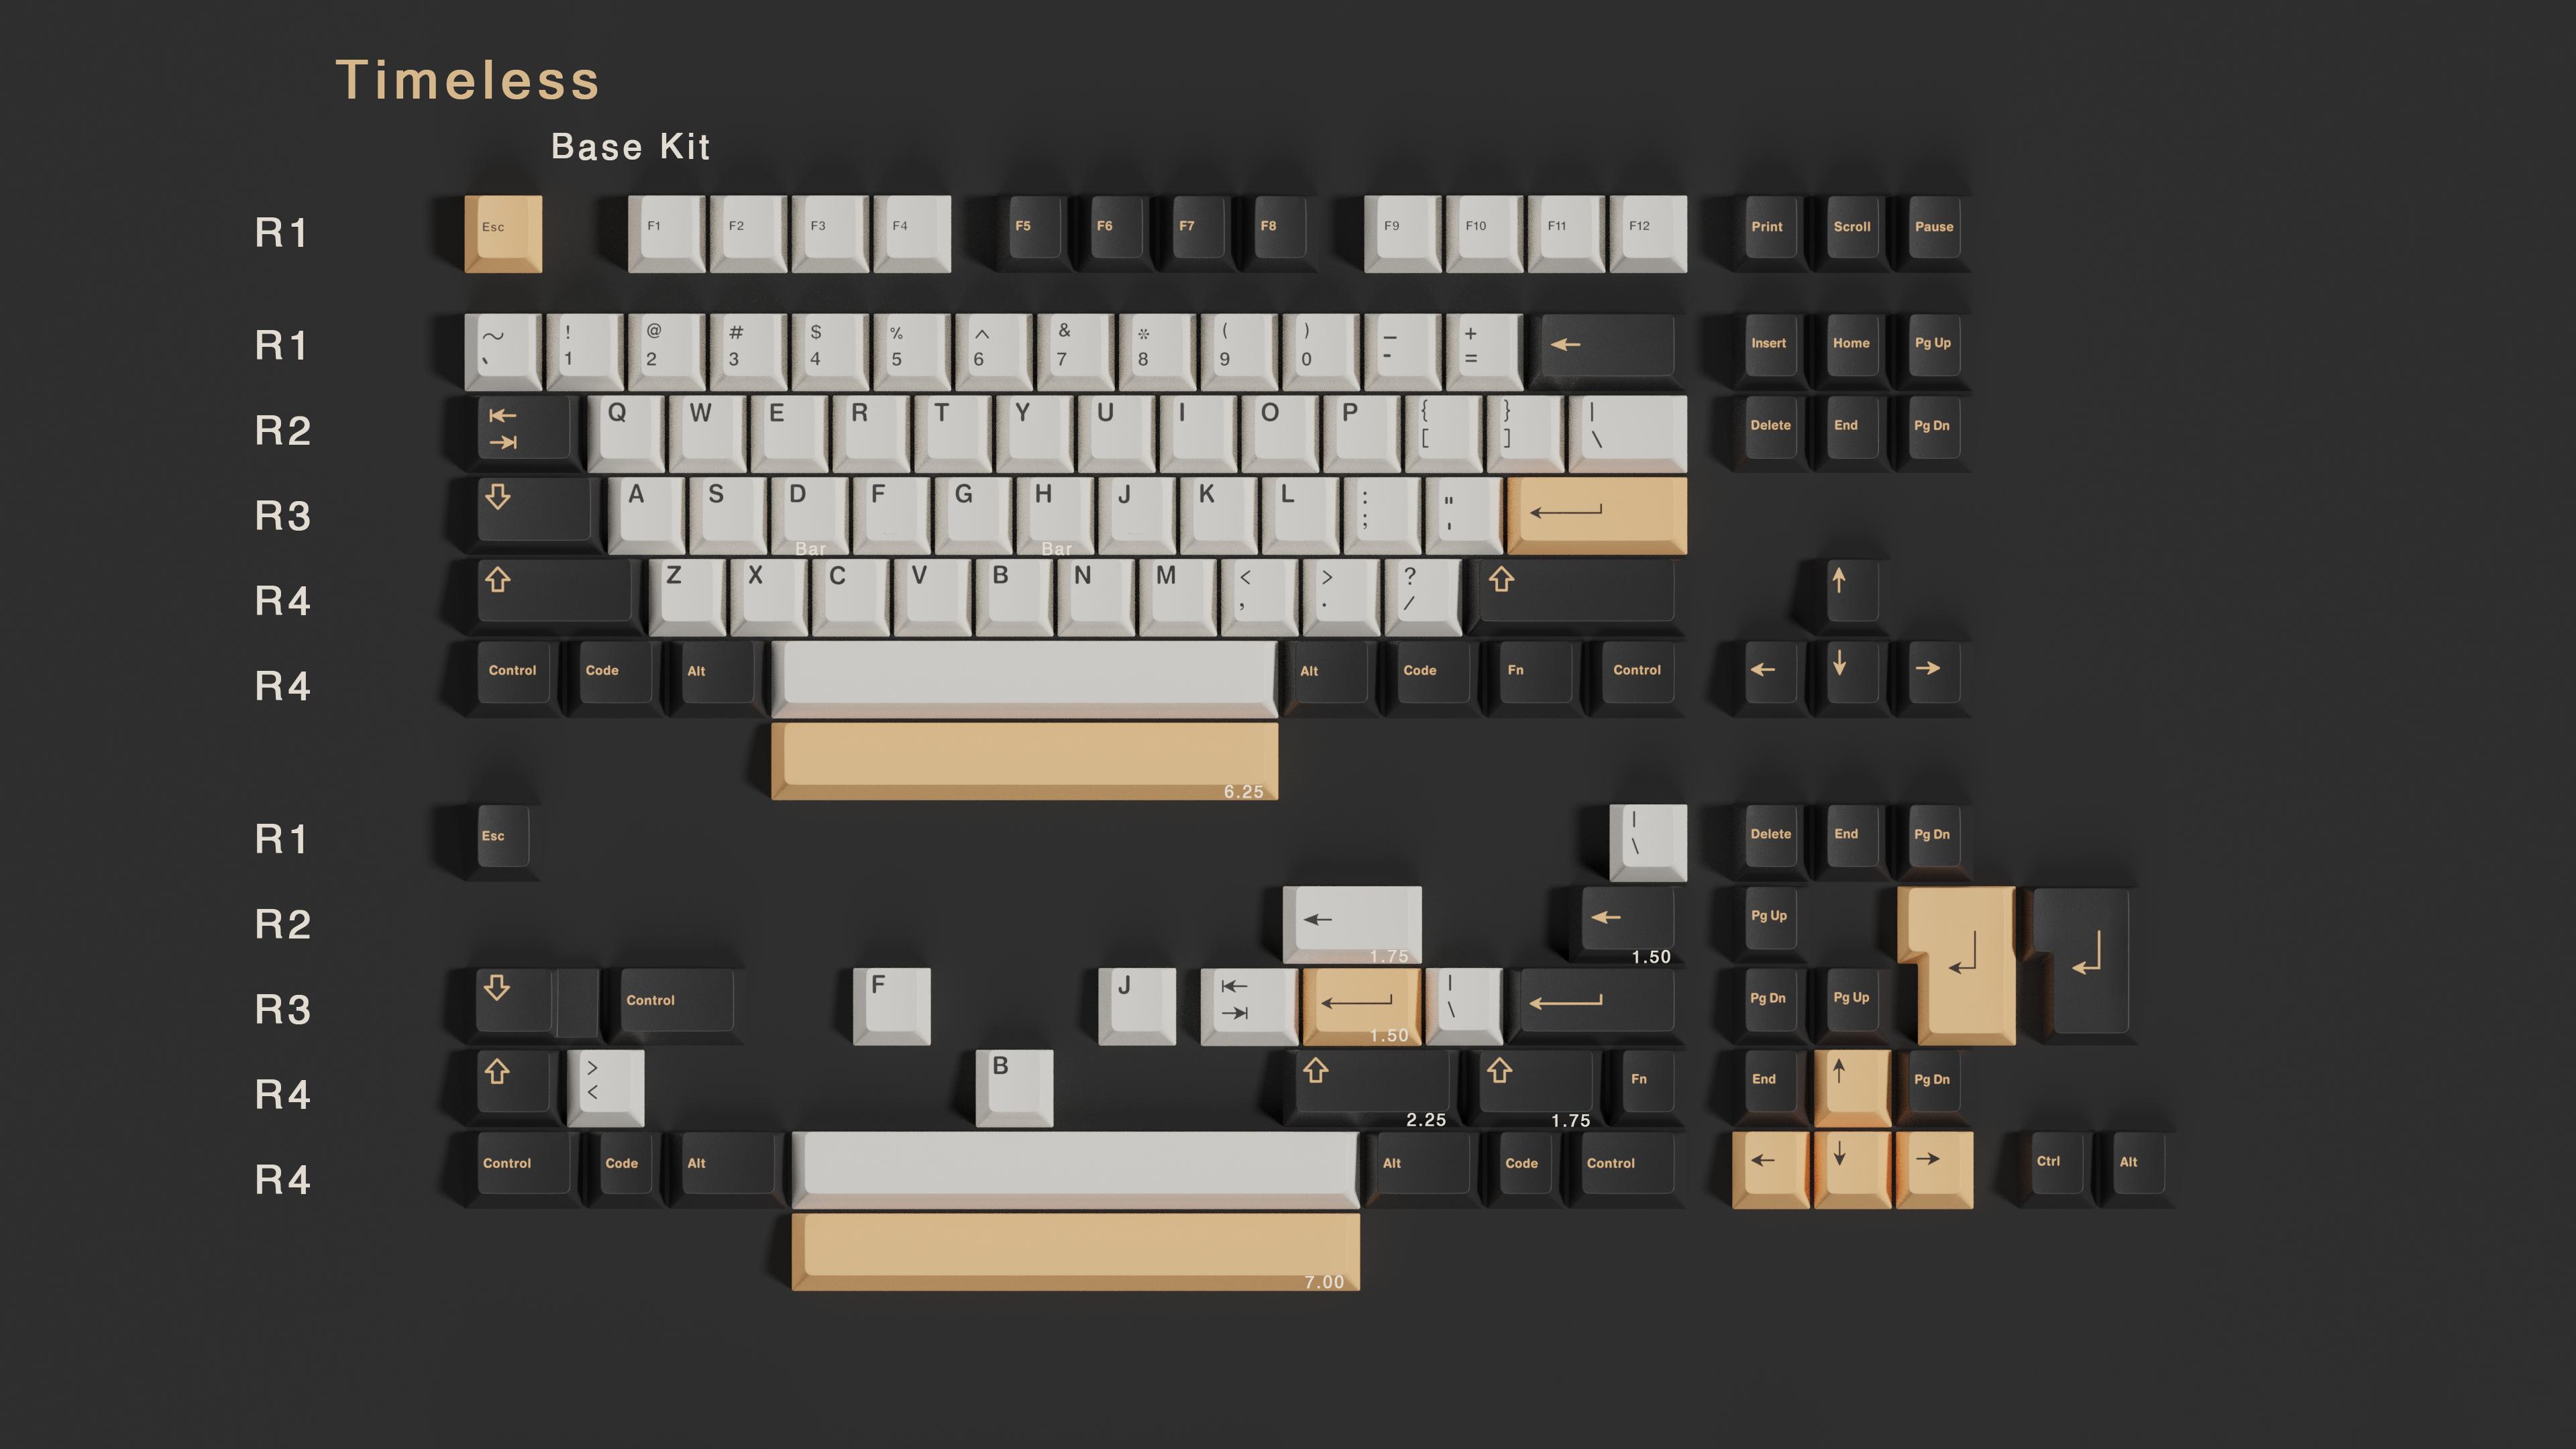 Timeless
Base Kit
R1 Esc F1 F2 F3 F4 F5 F6 F7 F8 F9 F10 F11 F12 Print Scroll Pause
R1 ~ ` ! 1 @ 2 # 3 $ 4 % 5 ^ 6 & 7 * 8 ( 9 ) 0 _ - + = ← Insert Home Pg Up
R2 ⇤ ⇥ Q W E R T Y U I O P { [ } ] | \ Delete End Pg Dn
R3 ⇩ A S D F G H J K L : ; " ' ↵
Bar Bar
R4 ⇧ Z X C V B N M < , > . ? / ⇧ ↑
R4 Control Code Alt Alt Code Fn Control ← ↓ →
6.25
R1 Esc | \ Delete End Pg Dn
R2 ← 1.75 ← 1.50 Pg Up ↵ ↵
R3 ⇩ Control F J ⇤ ⇥ ↵ 1.50 | \ ↵ Pg Dn Pg Up
R4 ⇧ > < B ⇧ 2.25 ⇧ 1.75 Fn End ↑ Pg Dn
R4 Control Code Alt Alt Code Control ← ↓ → Ctrl Alt
7.00